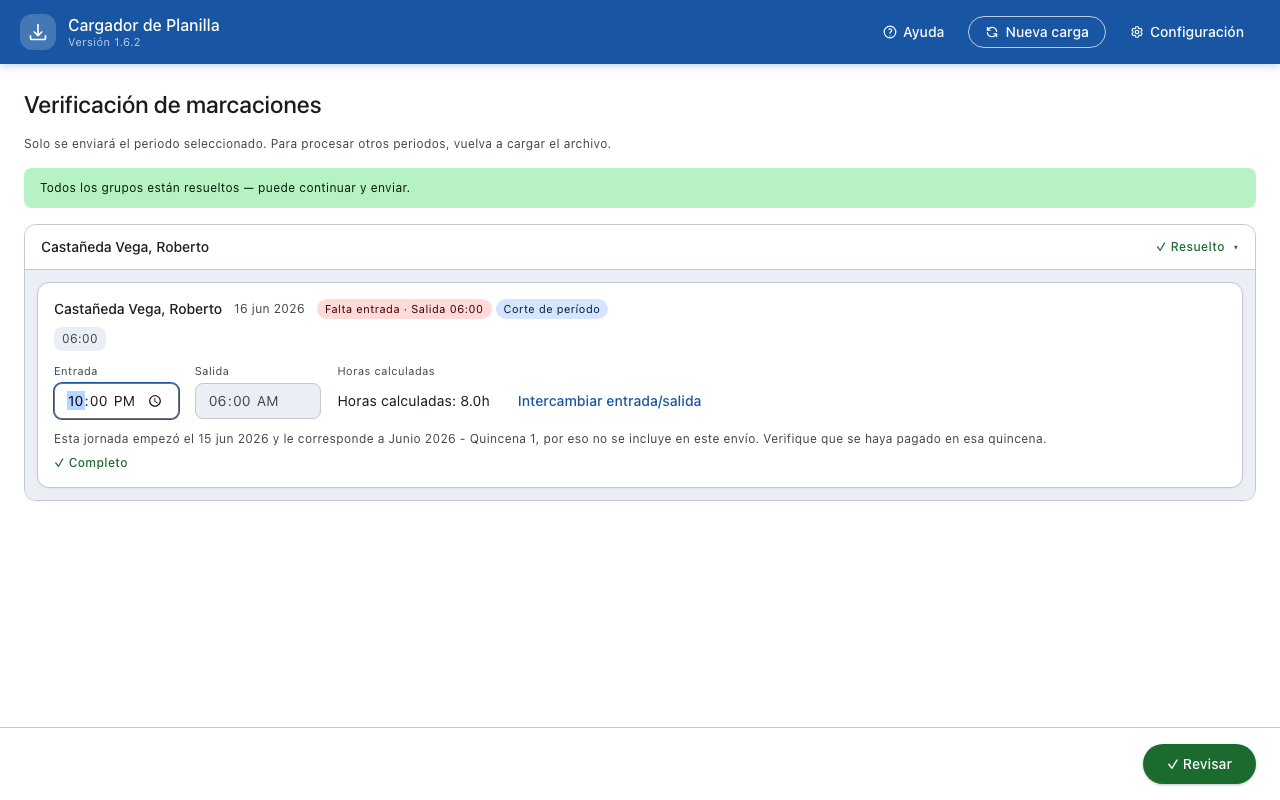 Cargador de Planilla
Versión 1.6.2
Ayuda
Nueva carga
Configuración
Verificación de marcaciones
Solo se enviará el periodo seleccionado. Para procesar otros periodos, vuelva a cargar el archivo.
Todos los grupos están resueltos — puede continuar y enviar.
Castañeda Vega, Roberto
✓ Resuelto
Castañeda Vega, Roberto 16 jun 2026 Falta entrada · Salida 06:00 Corte de período
06:00
Entrada Salida Horas calculadas
10:00 PM 06:00 AM Horas calculadas: 8.0h Intercambiar entrada/salida
Esta jornada empezó el 15 jun 2026 y le corresponde a Junio 2026 - Quincena 1, por eso no se incluye en este envío. Verifique que se haya pagado en esa quincena.
✓ Completo
✓ Revisar